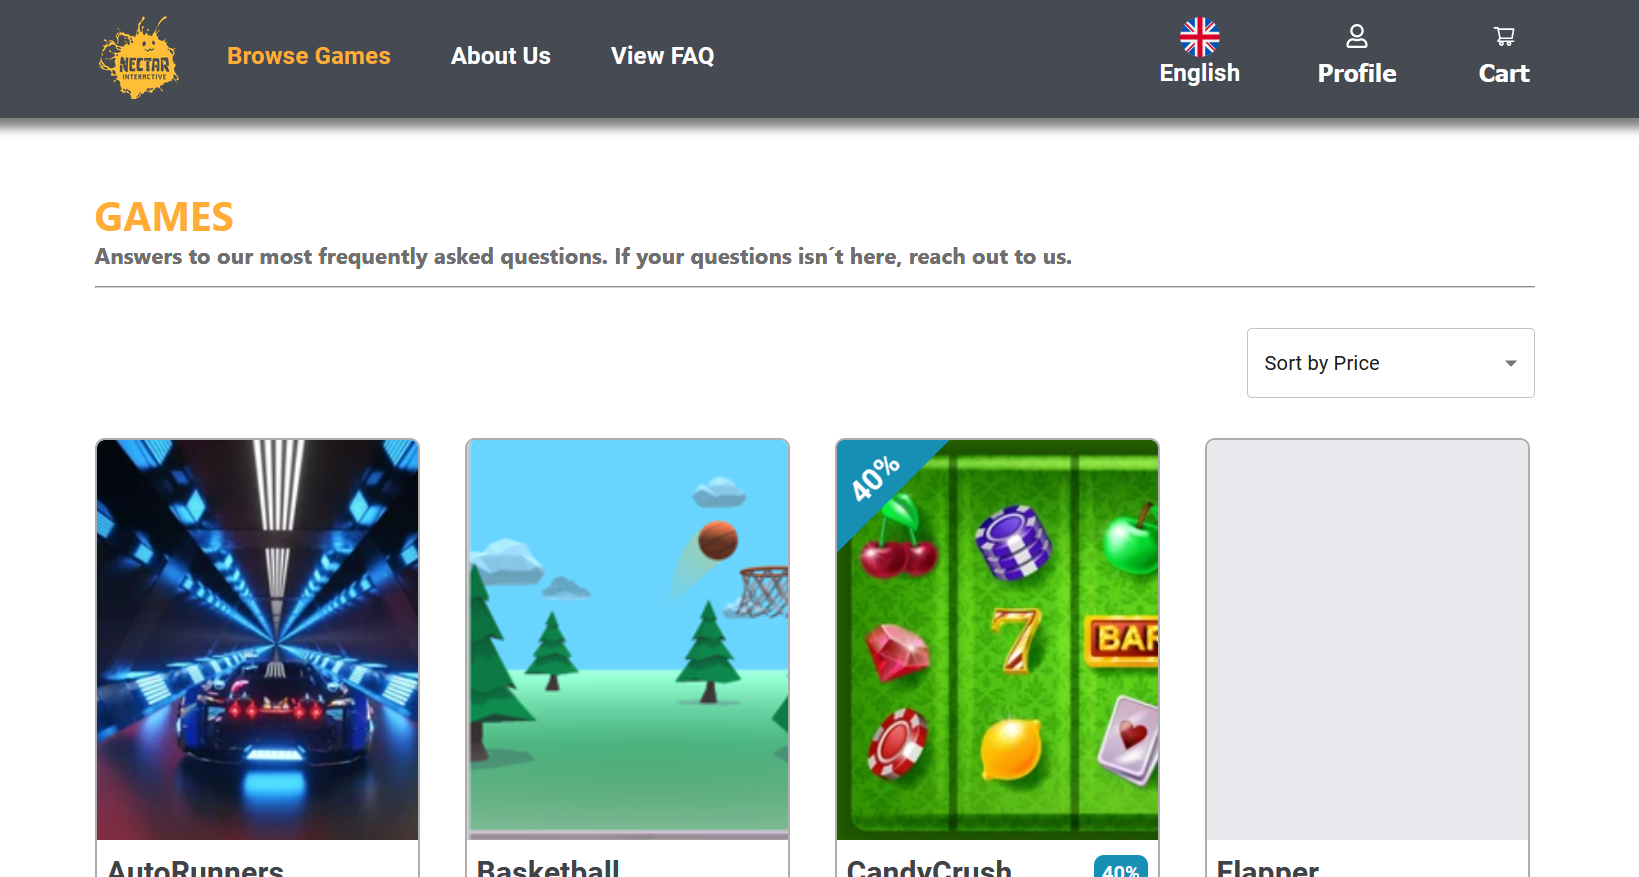 NECTAR
INTERACTIVE
Browse Games
About Us
View FAQ
English
Profile
Cart
GAMES
Answers to our most frequently asked questions. If your questions isn´t here, reach out to us.
Sort by Price
40%
7
BAR
AutoRunners
Basketball
CandyCrush
40%
Flapper